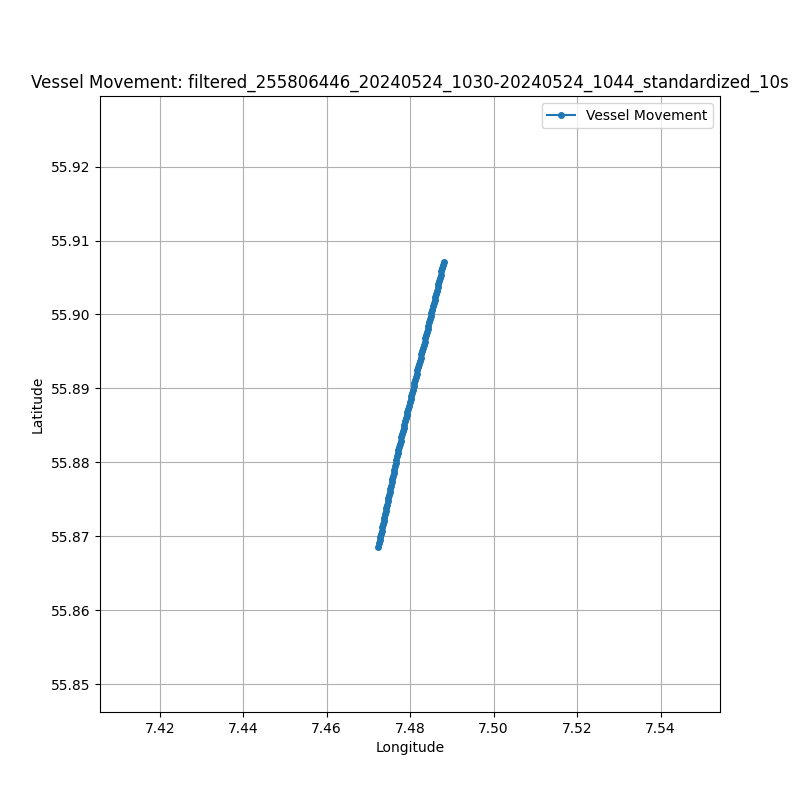 Vessel Movement: filtered_255806446_20240524_1030-20240524_1044_standardized_10s
Vessel Movement
55.92
55.91
55.90
55.89
55.88
55.87
55.86
55.85
Latitude
7.42 7.44 7.46 7.48 7.50 7.52 7.54
Longitude